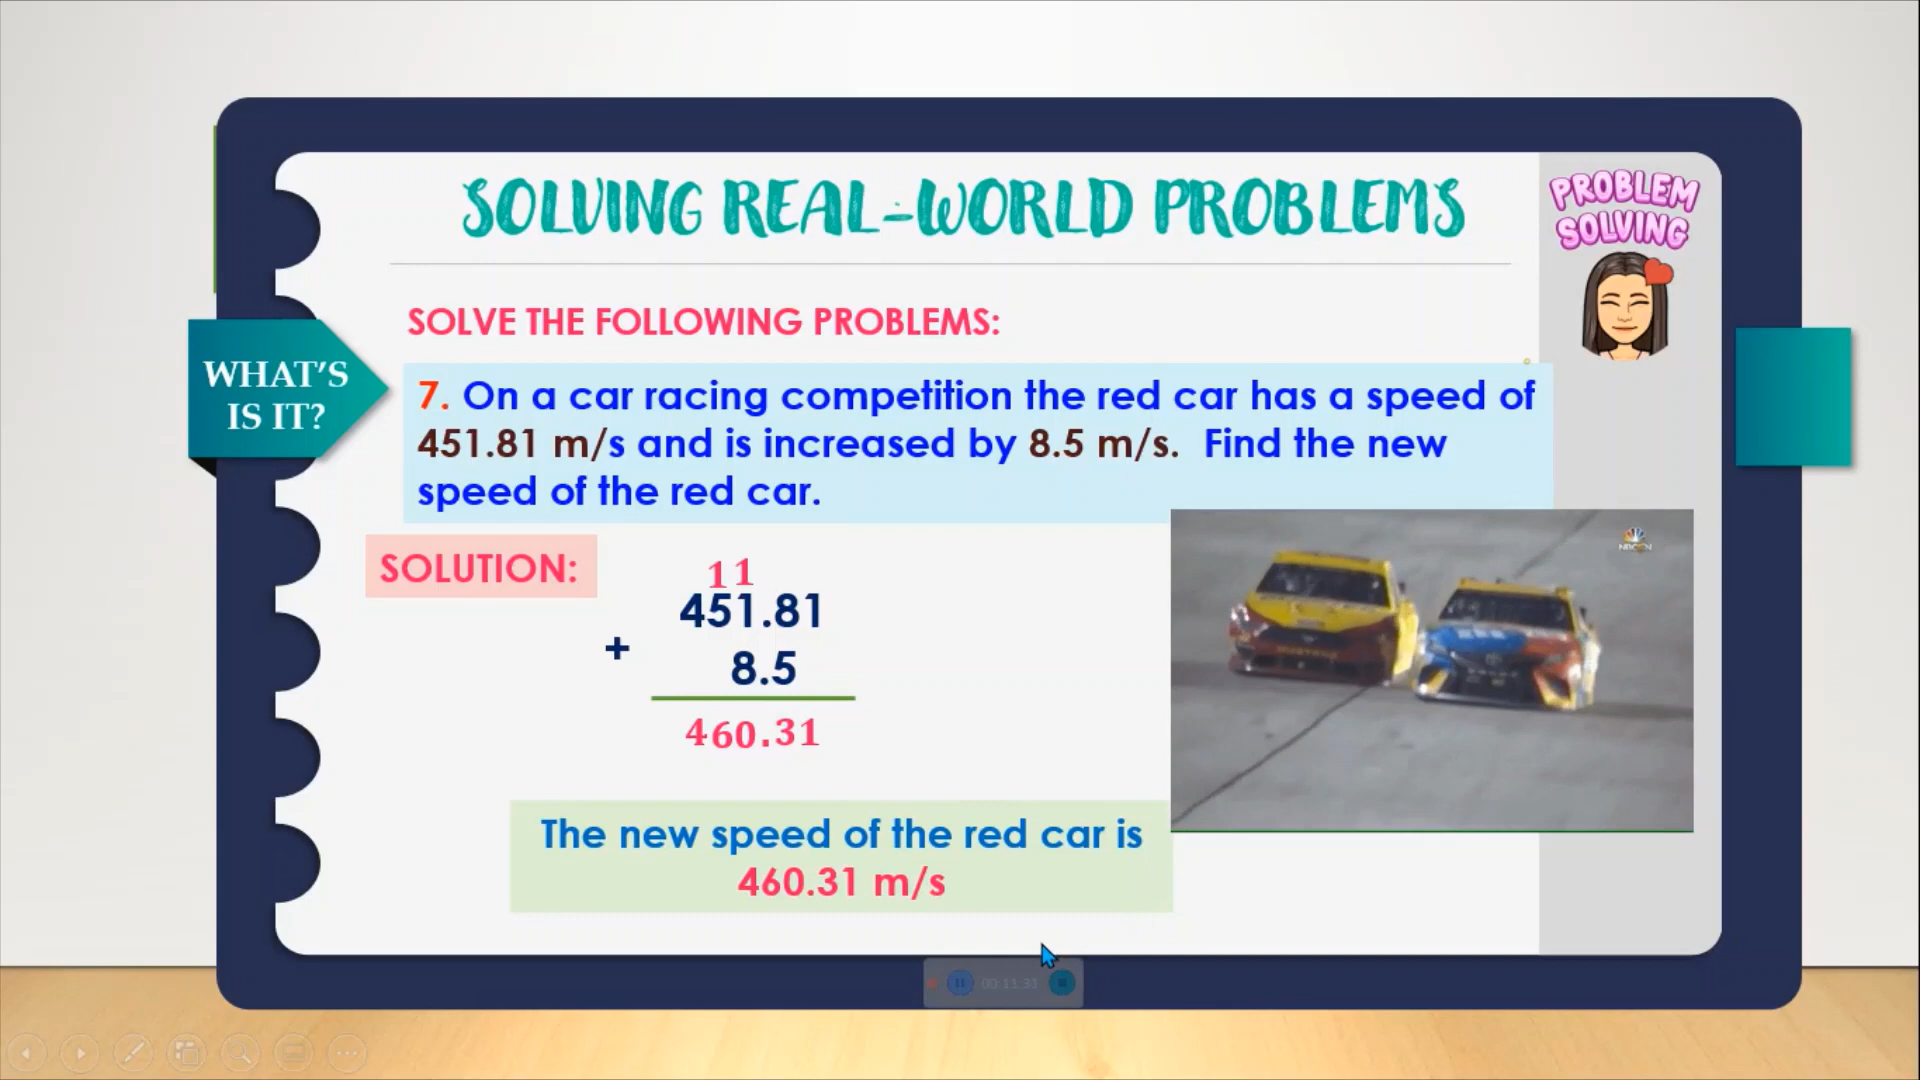 SOLVING REAL-WORLD PROBLEMS
PROBLEM
SOLVING
SOLVE THE FOLLOWING PROBLEMS:
WHAT'S
IS IT?
7. On a car racing competition the red car has a speed of
451.81 m/s and is increased by 8.5 m/s. Find the new
speed of the red car.
SOLUTION:
11
451.81
+
8.5
460.31
The new speed of the red car is
460.31 m/s
00:11.31